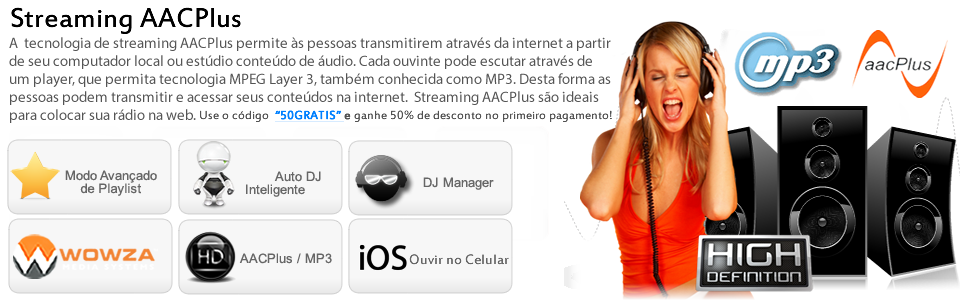 Streaming AACPlus
A tecnologia de streaming AACPlus permite às pessoas transmitirem através da internet a partir
de seu computador local ou estúdio conteúdo de áudio. Cada ouvinte pode escutar através de
um player, que permita tecnologia MPEG Layer 3, também conhecida como MP3. Desta forma as
pessoas podem transmitir e acessar seus conteúdos na internet. Streaming AACPlus são ideais
para colocar sua rádio na web. Use o código “50GRATIS” e ganhe 50% de desconto no primeiro pagamento!
mp3
aacPlus
Modo Avançado
de Playlist
Auto DJ
Inteligente
DJ Manager
WOWZA
MEDIA SYSTEMS
HD
AACPlus / MP3
iOS Ouvir no Celular
HIGH
DEFINITION